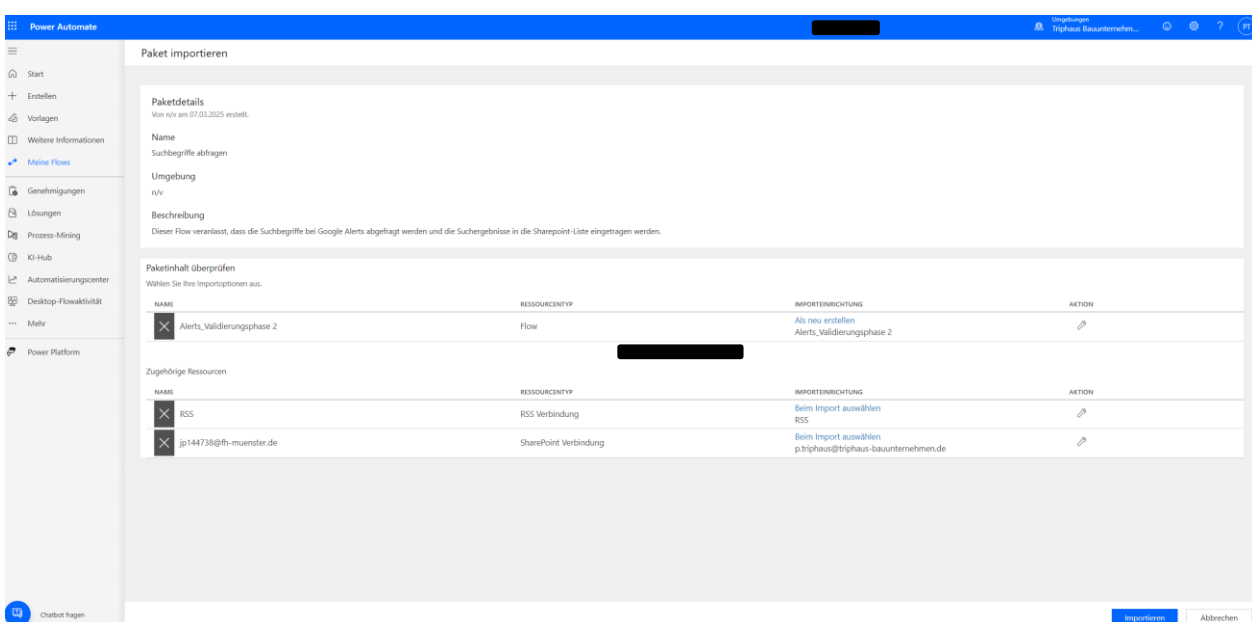 Power Automate
Umgebungen
Triphaus Bauunternehm...
?
PT
Paket importieren
Start
Erstellen
Vorlagen
Weitere Informationen
Meine Flows
Genehmigungen
Lösungen
Prozess-Mining
KI-Hub
Automatisierungscenter
Desktop-Flowaktivität
Mehr
Power Platform
Chatbot fragen
Paketdetails
Von n/v am 07.03.2025 erstellt.
Name
Suchbegriffe abfragen
Umgebung
n/v
Beschreibung
Dieser Flow veranlasst, dass die Suchbegriffe bei Google Alerts abgefragt werden und die Suchergebnisse in die Sharepoint-Liste eingetragen werden.
Paketinhalt überprüfen
Wählen Sie Ihre Importoptionen aus.
NAME RESSOURCENTYP IMPORTEINRICHTUNG AKTION
Alerts_Validierungsphase 2 Flow Als neu erstellen
Alerts_Validierungsphase 2
Zugehörige Ressourcen
NAME RESSOURCENTYP IMPORTEINRICHTUNG AKTION
RSS RSS Verbindung Beim Import auswählen
RSS
jp144738@fh-muenster.de SharePoint Verbindung Beim Import auswählen
p.triphaus@triphaus-bauunternehmen.de
Importieren Abbrechen